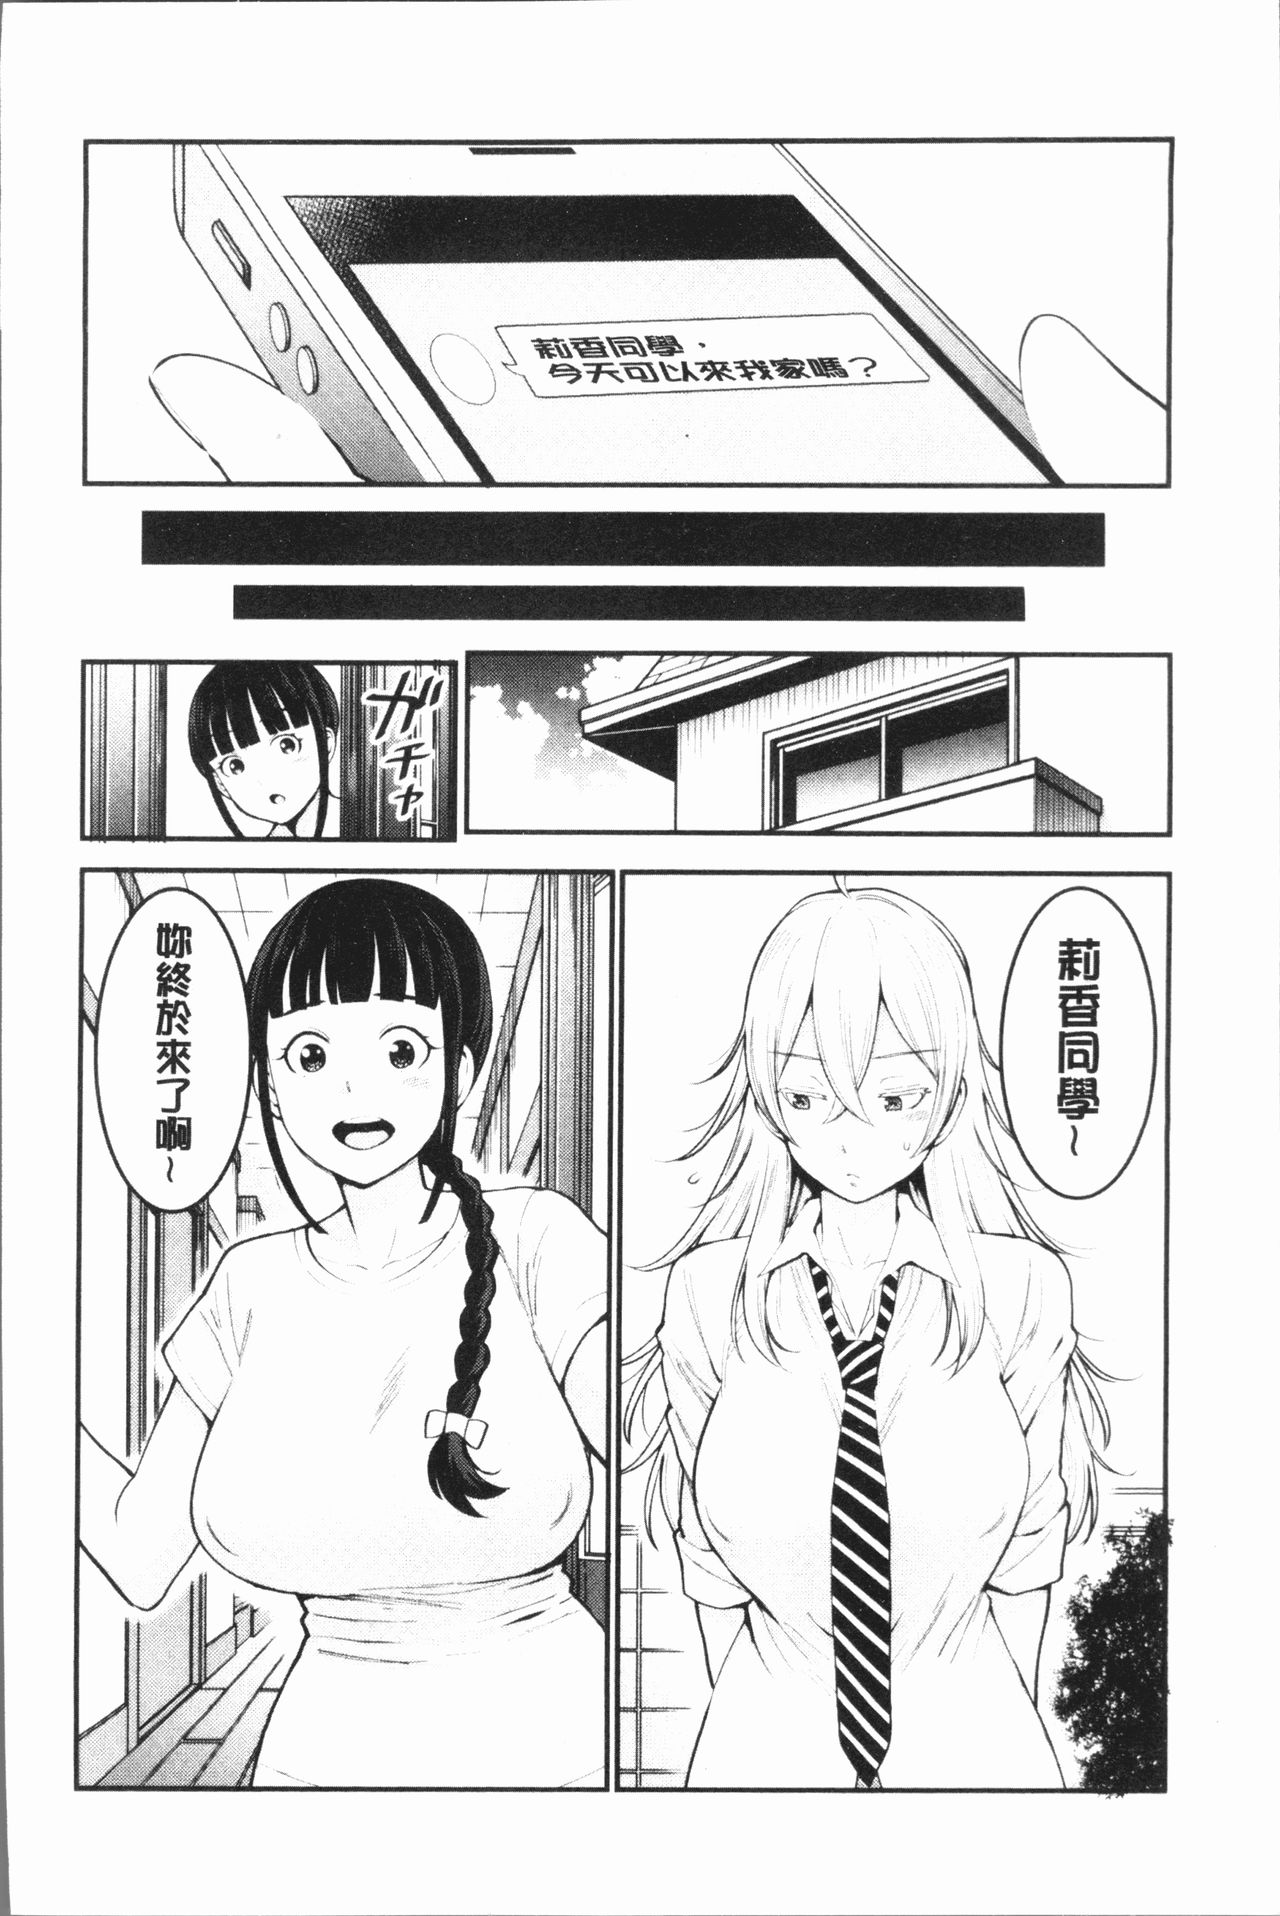 莉香同學，
今天可以來我家嗎？
ガチャ
莉香同學～
妳終於來了啊～